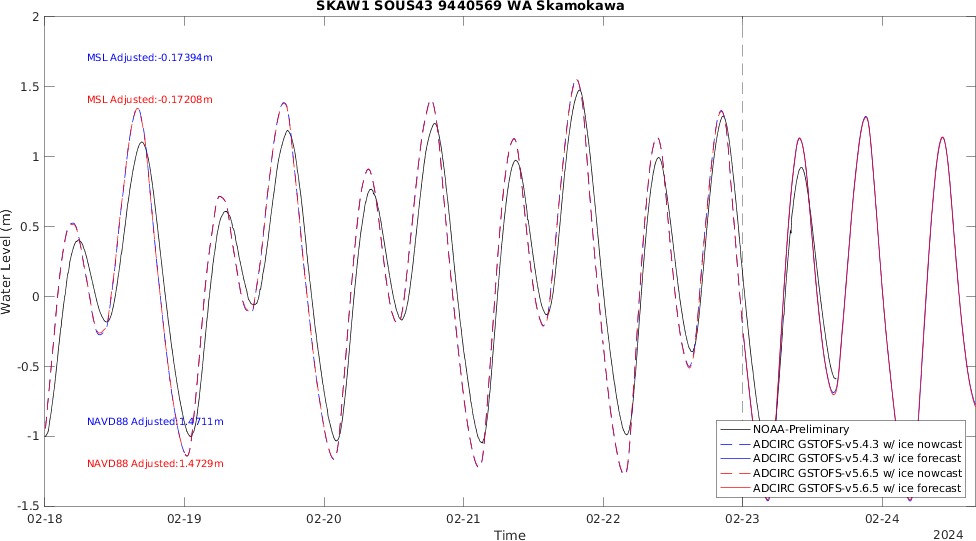 SKAW1 SOUS43 9440569 WA Skamokawa
2
1.5
1
0.5
0
-0.5
-1
-1.5
Water Level (m)
MSL Adjusted:-0.17394m
MSL Adjusted:-0.17208m
NAVD88 Adjusted:1.4711m
NAVD88 Adjusted:1.4729m
NOAA-Preliminary
ADCIRC GSTOFS-v5.4.3 w/ ice nowcast
ADCIRC GSTOFS-v5.4.3 w/ ice forecast
ADCIRC GSTOFS-v5.6.5 w/ ice nowcast
ADCIRC GSTOFS-v5.6.5 w/ ice forecast
02-18 02-19 02-20 02-21 02-22 02-23 02-24
Time
2024